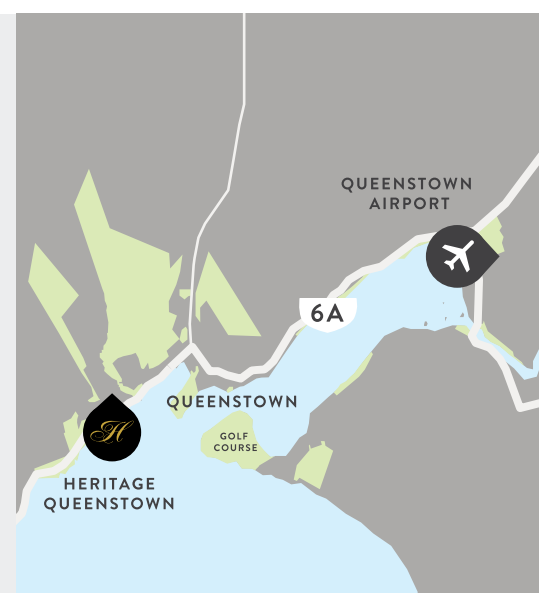 QUEENSTOWN
AIRPORT
6A
QUEENSTOWN
GOLF
COURSE
H
HERITAGE
QUEENSTOWN